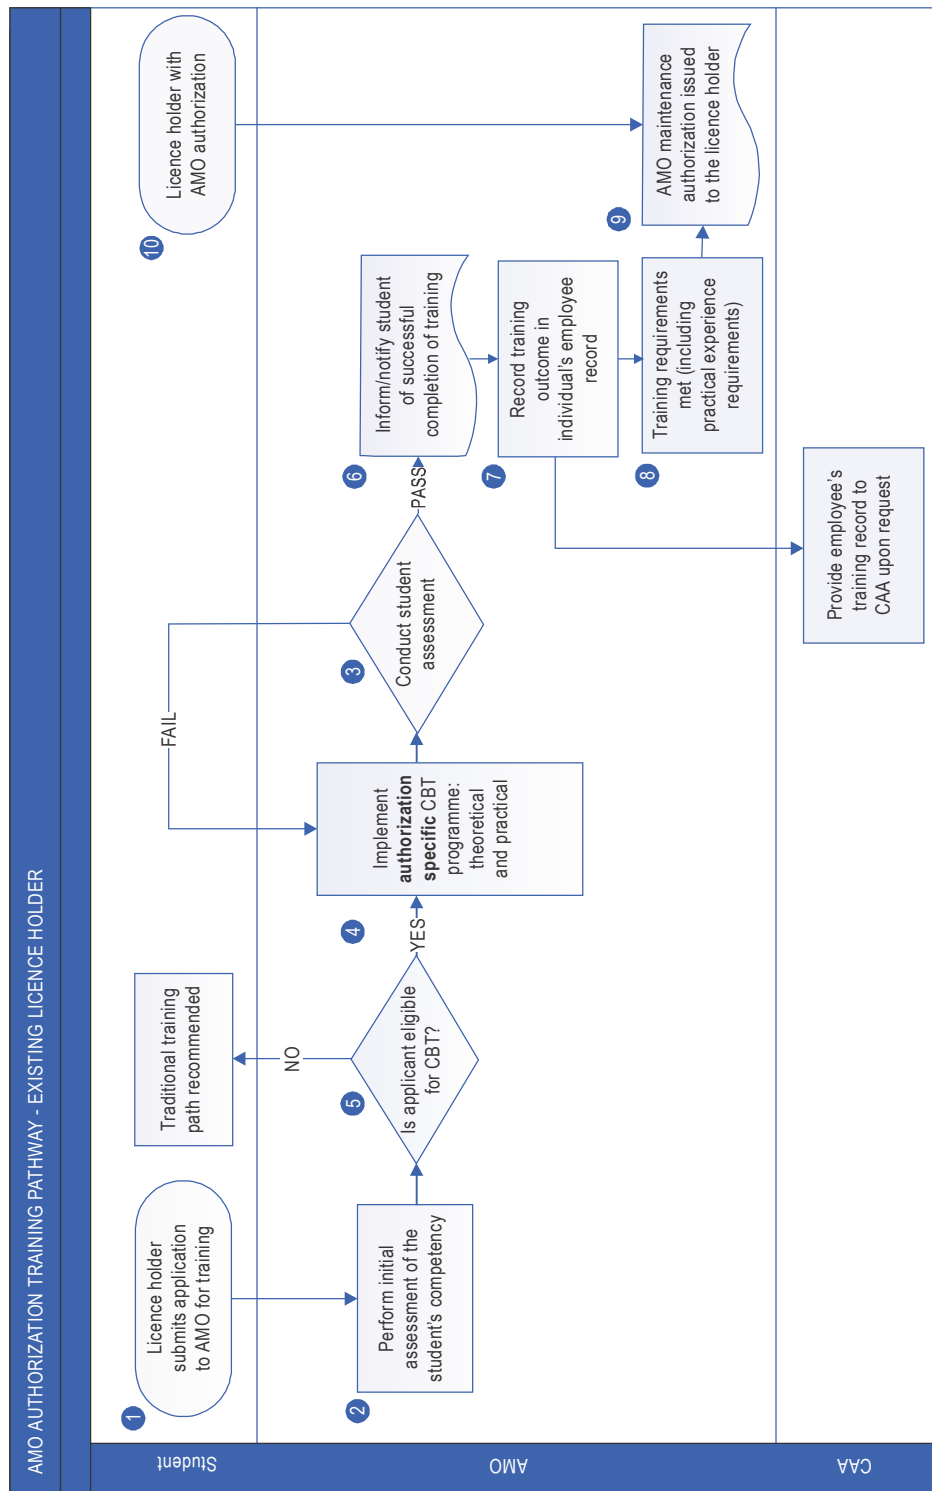 AMO AUTHORIZATION TRAINING PATHWAY - EXISTING LICENCE HOLDER
Student
1
Licence holder
submits application
to AMO for training
Traditional training
path recommended
NO
FAIL
10
Licence holder with
AMO authorization
AMO
2
Perform initial
assessment of the
student's competency
5
Is applicant eligible
for CBT?
YES
4
Implement
authorization
specific CBT
programme:
theoretical
and practical
3
Conduct student
assessment
PASS
6
Inform/notify student
of successful
completion of training
7
Record training
outcome in
individual's employee
record
8
Training requirements
met (including
practical experience
requirements)
9
AMO maintenance
authorization issued
to the licence holder
CAA
Provide employee's
training record to
CAA upon request